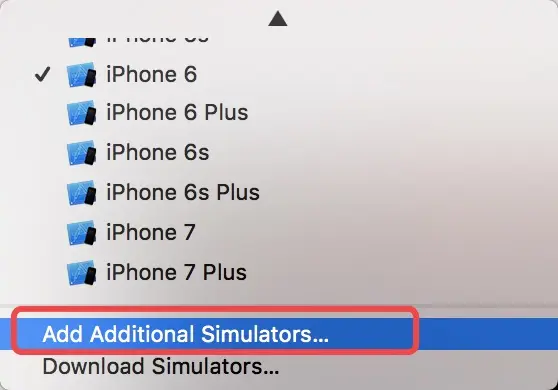 iPhone 6
iPhone 6 Plus
iPhone 6s
iPhone 6s Plus
iPhone 7
iPhone 7 Plus
Add Additional Simulators...
Download Simulators...